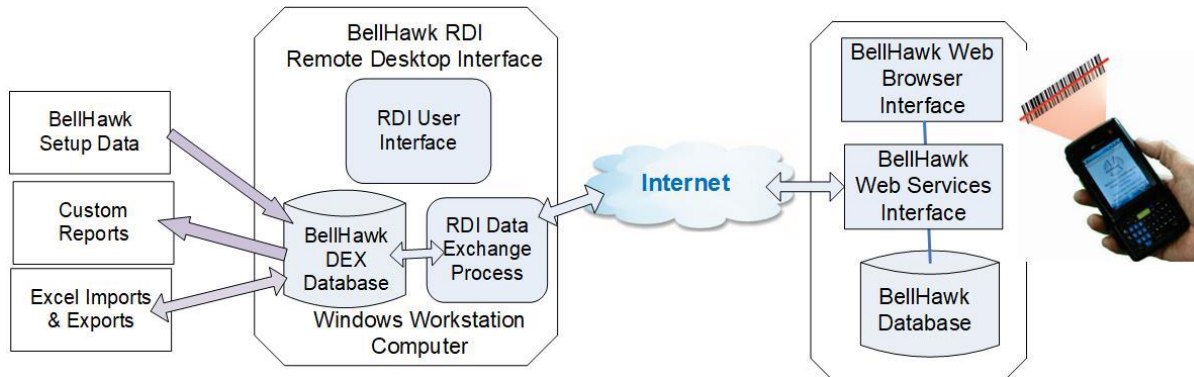 BellHawk RDI
Remote Desktop Interface
RDI User
Interface
BellHawk
Setup Data
Custom
Reports
Excel Imports
& Exports
BellHawk
DEX
Database
RDI Data
Exchange
Process
Windows Workstation
Computer
Internet
BellHawk Web
Browser
Interface
BellHawk
Web Services
Interface
BellHawk
Database